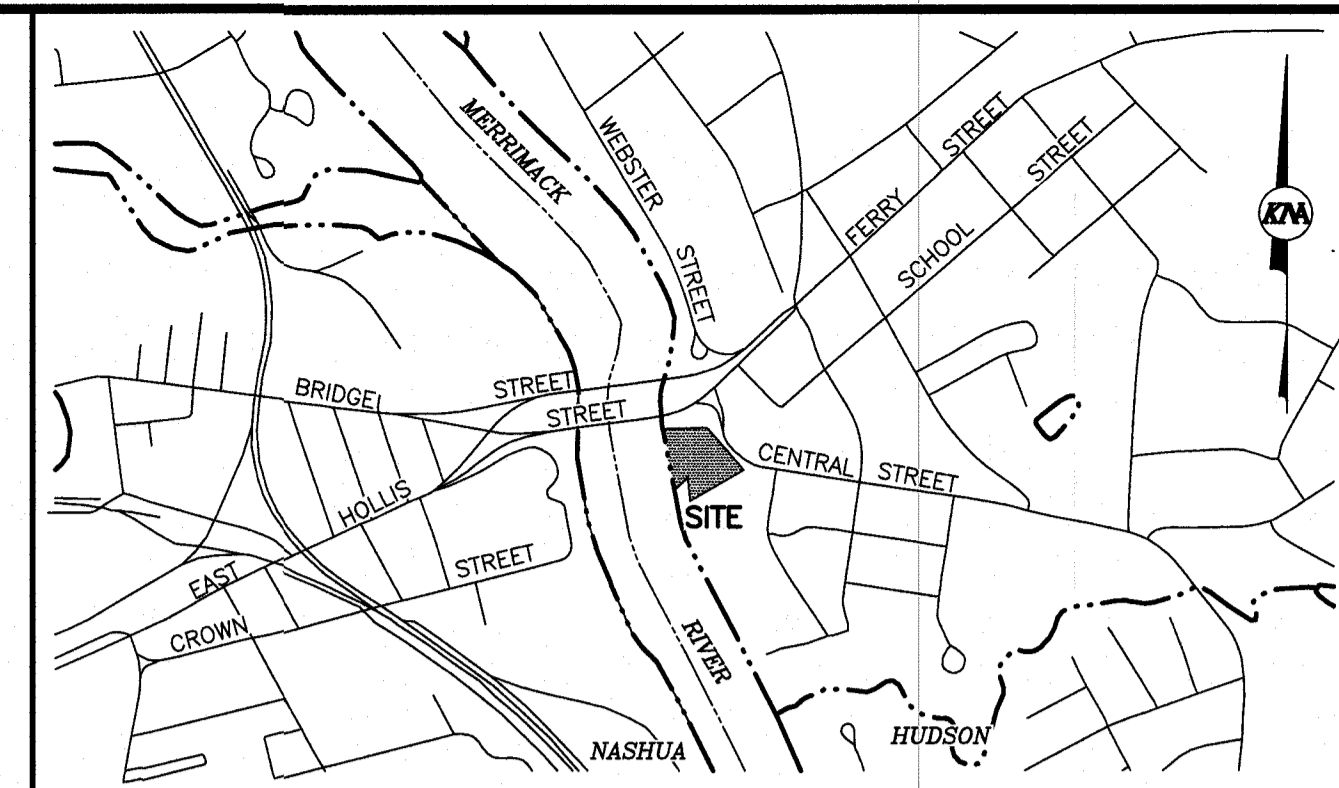 MERRIMACK
WEBSTER
STREET
FERRY
STREET
SCHOOL
STREET
KNA
BRIDGE
STREET
STREET
CENTRAL STREET
HOLLIS
SITE
EAST
STREET
CROWN
RIVER
NASHUA
HUDSON